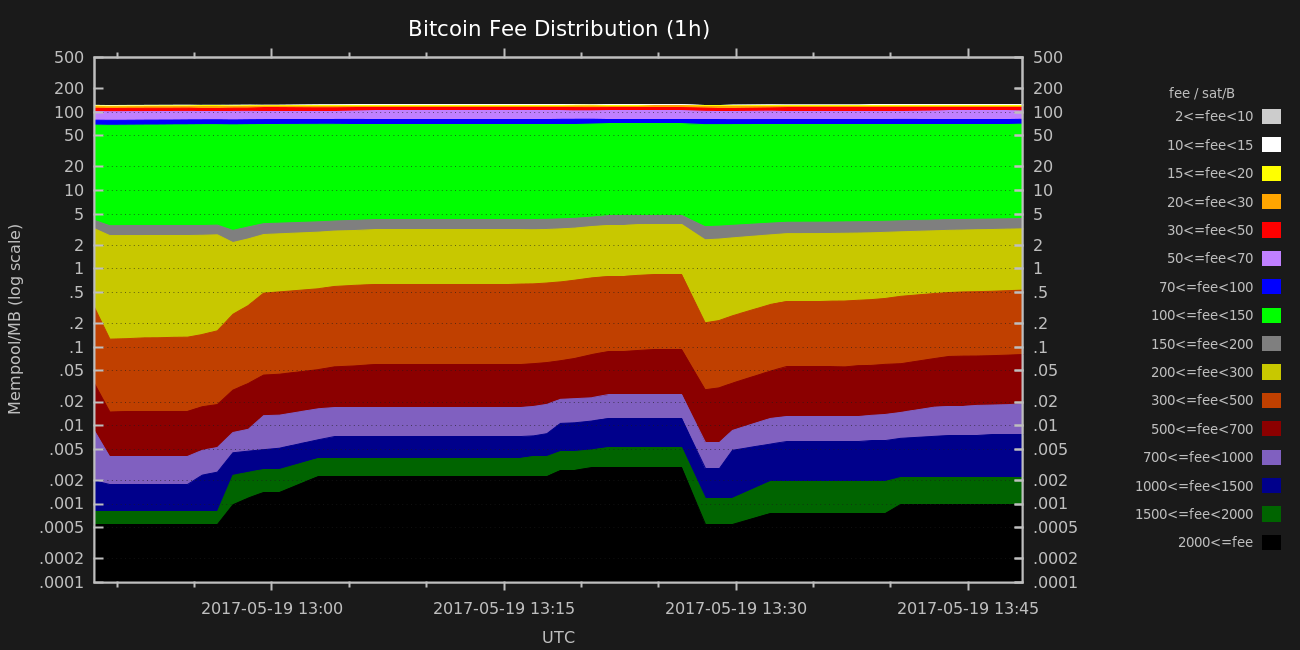 Bitcoin Fee Distribution (1h)
Mempool/MB (log scale)
500
200
100
50
20
10
5
2
1
.5
.2
.1
.05
.02
.01
.005
.002
.001
.0005
.0002
.0001
500
200
100
50
20
10
5
2
1
.5
.2
.1
.05
.02
.01
.005
.002
.001
.0005
.0002
.0001
2017-05-19 13:00
2017-05-19 13:15
2017-05-19 13:30
2017-05-19 13:45
UTC
fee / sat/B
2<=fee<10
10<=fee<15
15<=fee<20
20<=fee<30
30<=fee<50
50<=fee<70
70<=fee<100
100<=fee<150
150<=fee<200
200<=fee<300
300<=fee<500
500<=fee<700
700<=fee<1000
1000<=fee<1500
1500<=fee<2000
2000<=fee